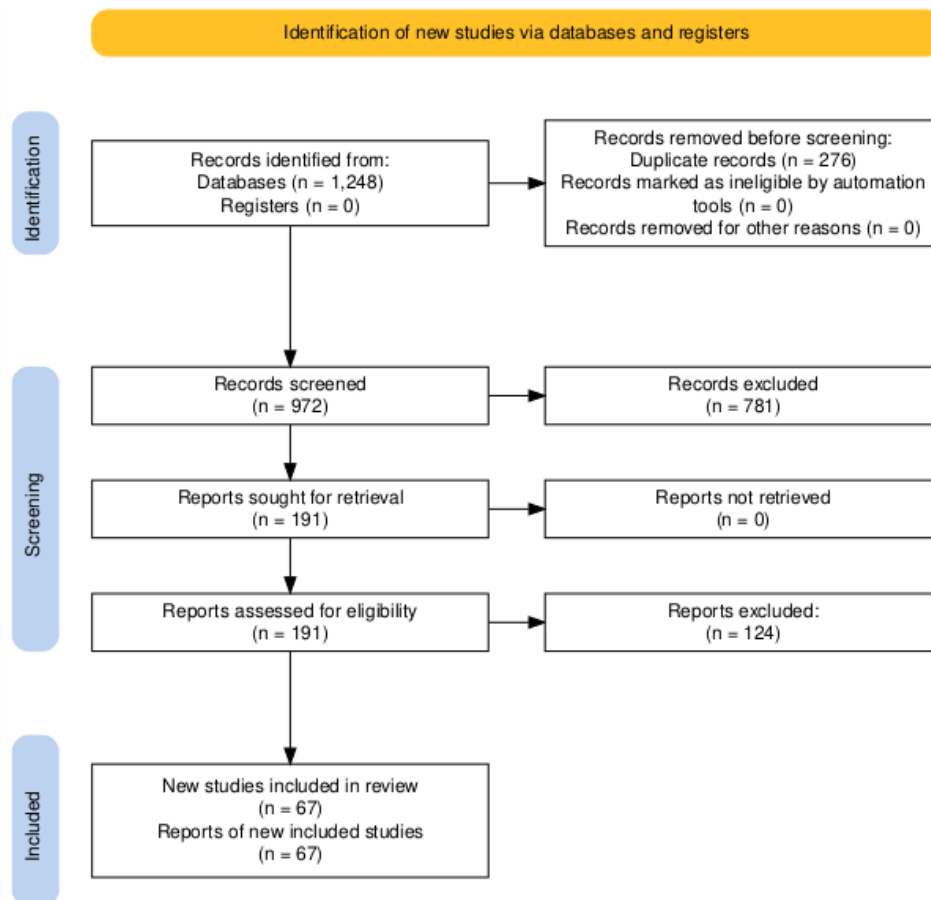 Identification of new studies via databases and registers
Identification
Records identified from:
Databases (n = 1,248)
Registers (n = 0)
Records removed before screening:
Duplicate records (n = 276)
Records marked as ineligible by automation
tools (n = 0)
Records removed for other reasons (n = 0)
Screening
Records screened
(n = 972)
Records excluded
(n = 781)
Reports sought for retrieval
(n = 191)
Reports not retrieved
(n = 0)
Reports assessed for eligibility
(n = 191)
Reports excluded:
(n = 124)
Included
New studies included in review
(n = 67)
Reports of new included studies
(n = 67)